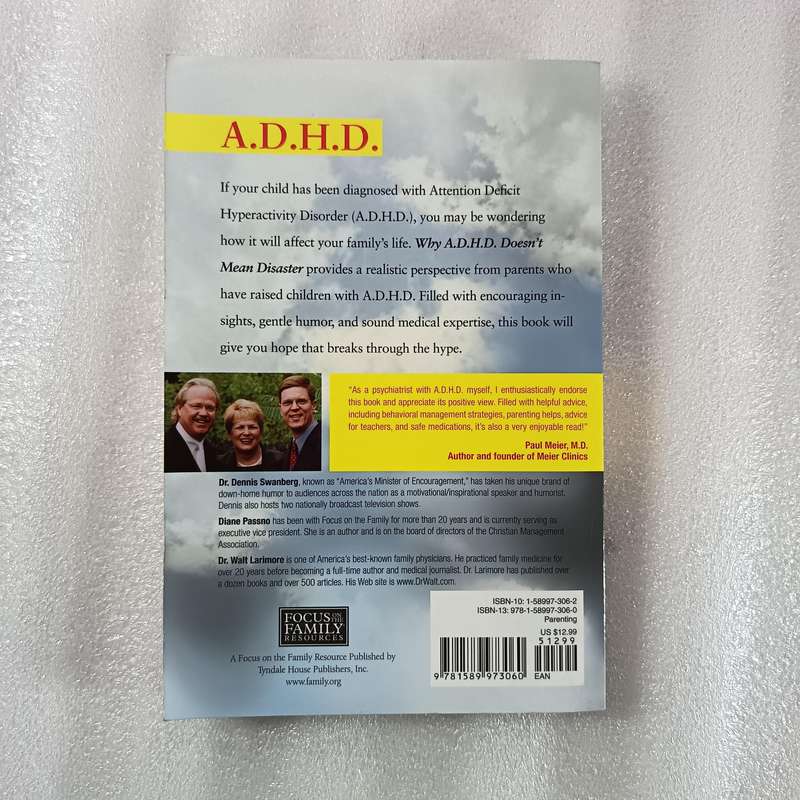 A.D.H.D.
If your child has been diagnosed with Attention Deficit
Hyperactivity Disorder (A.D.H.D.), you may be wondering
how it will affect your family's life. Why A.D.H.D. Doesn't
Mean Disaster provides a realistic perspective from parents who
have raised children with A.D.H.D. Filled with encouraging in-
sights, gentle humor, and sound medical expertise, this book will
give you hope that breaks through the hype.
"As a psychiatrist with A.D.H.D. myself, I enthusiastically endorse
this book and appreciate its positive view. Filled with helpful advice,
including behavioral management strategies, parenting helps, advice
for teachers, and safe medications, it's also a very enjoyable read!"
Paul Meier, M.D.
Author and founder of Meier Clinics
Dr. Dennis Swanberg, known as "America's Minister of Encouragement," has taken his unique brand of
down-home humor to audiences across the nation as a motivational/inspirational speaker and humorist.
Dennis also hosts two nationally broadcast television shows.
Diane Passno has been with Focus on the Family for more than 20 years and is currently serving as
executive vice president. She is an author and is on the board of directors of the Christian Management
Association.
Dr. Walt Larimore is one of America's best-known family physicians. He practiced family medicine for
over 20 years before becoming a full-time author and medical journalist. Dr. Larimore has published over
a dozen books and over 500 articles. His Web site is www.DrWalt.com.
FOCUS ON THE
FAMILY
RESOURCES
A Focus on the Family Resource Published by
Tyndale House Publishers, Inc.
www.family.org
ISBN-10: 1-58997-306-2
ISBN-13: 978-1-58997-306-0
Parenting
US $12.99
51299
9 781589 973060
EAN